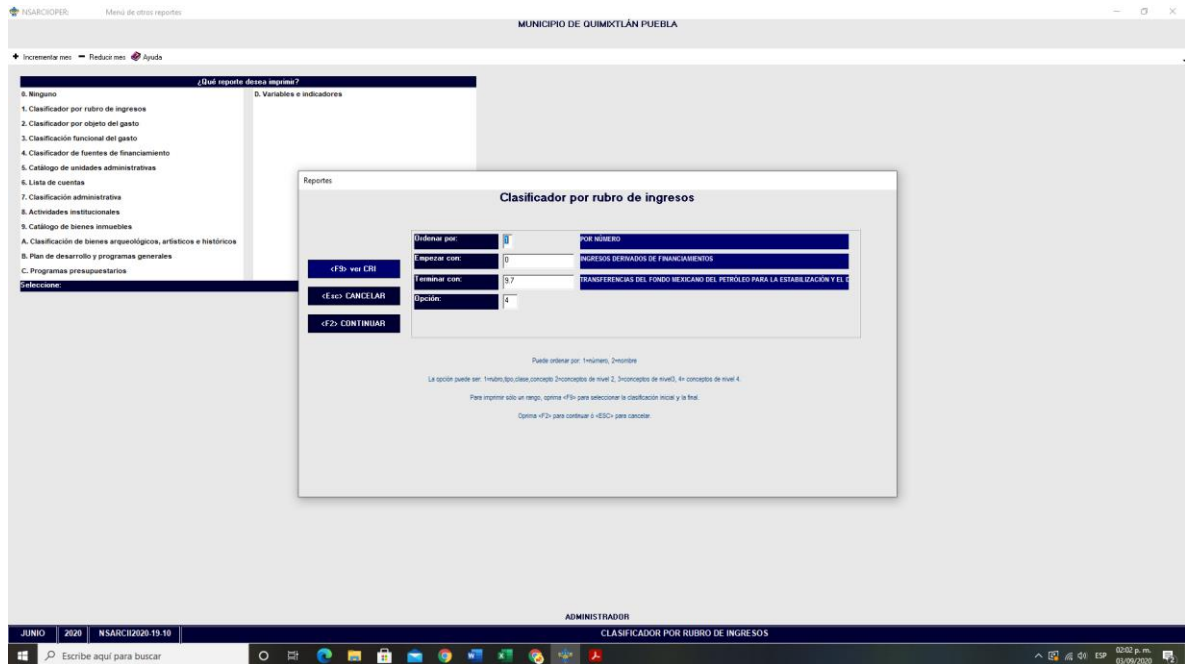 NSARCIIOPER: Menú de otros reportes
MUNICIPIO DE QUIMIXTLÁN PUEBLA
Incrementar mes Reducir mes Ayuda
¿Qué reporte desea imprimir?
0. Ninguno
D. Variables e indicadores
1. Clasificador por rubro de ingresos
2. Clasificador por objeto del gasto
3. Clasificación funcional del gasto
4. Clasificador de fuentes de financiamiento
5. Catálogo de unidades administrativas
6. Lista de cuentas
7. Clasificación administrativa
8. Actividades institucionales
9. Catálogo de bienes inmuebles
A. Clasificación de bienes arqueológicos, artísticos e históricos
B. Plan de desarrollo y programas generales
C. Programas presupuestarios
Seleccione:
Reportes
Clasificador por rubro de ingresos
Ordenar por: POR NÚMERO
Empezar con: 0 INGRESOS DERIVADOS DE FINANCIAMIENTOS
Terminar con: 9.7 TRANSFERENCIAS DEL FONDO MEXICANO DEL PETRÓLEO PARA LA ESTABILIZACIÓN Y EL D
Opción: 4
<F9> ver CRI
<Esc> CANCELAR
<F2> CONTINUAR
Puede ordenar por: 1=número, 2=nombre
La opción puede ser: 1=rubro,tipo,clase,concepto 2=conceptos de nivel 2, 3=conceptos de nivel3, 4= conceptos de nivel 4.
Para imprimir sólo un rango, oprima <F9> para seleccionar la clasificación inicial y la final.
Oprima <F2> para continuar ó <ESC> para cancelar.
ADMINISTRADOR
JUNIO 2020 NSARCII2020-19-10 CLASIFICADOR POR RUBRO DE INGRESOS
Escribe aquí para buscar
ESP
02:02 p. m.
03/09/2020